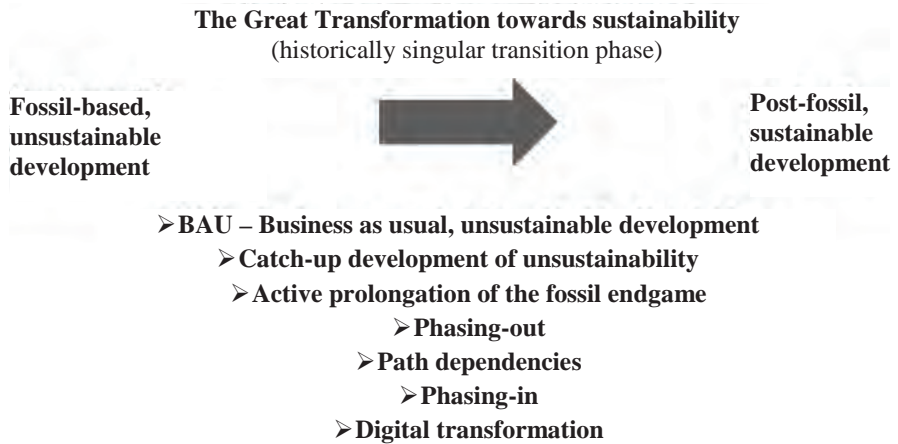 The Great Transformation towards sustainability
(historically singular transition phase)
Fossil-based,
unsustainable
development
Post-fossil,
sustainable
development
➢BAU – Business as usual, unsustainable development
➢Catch-up development of unsustainability
➢Active prolongation of the fossil endgame
➢Phasing-out
➢Path dependencies
➢Phasing-in
➢Digital transformation